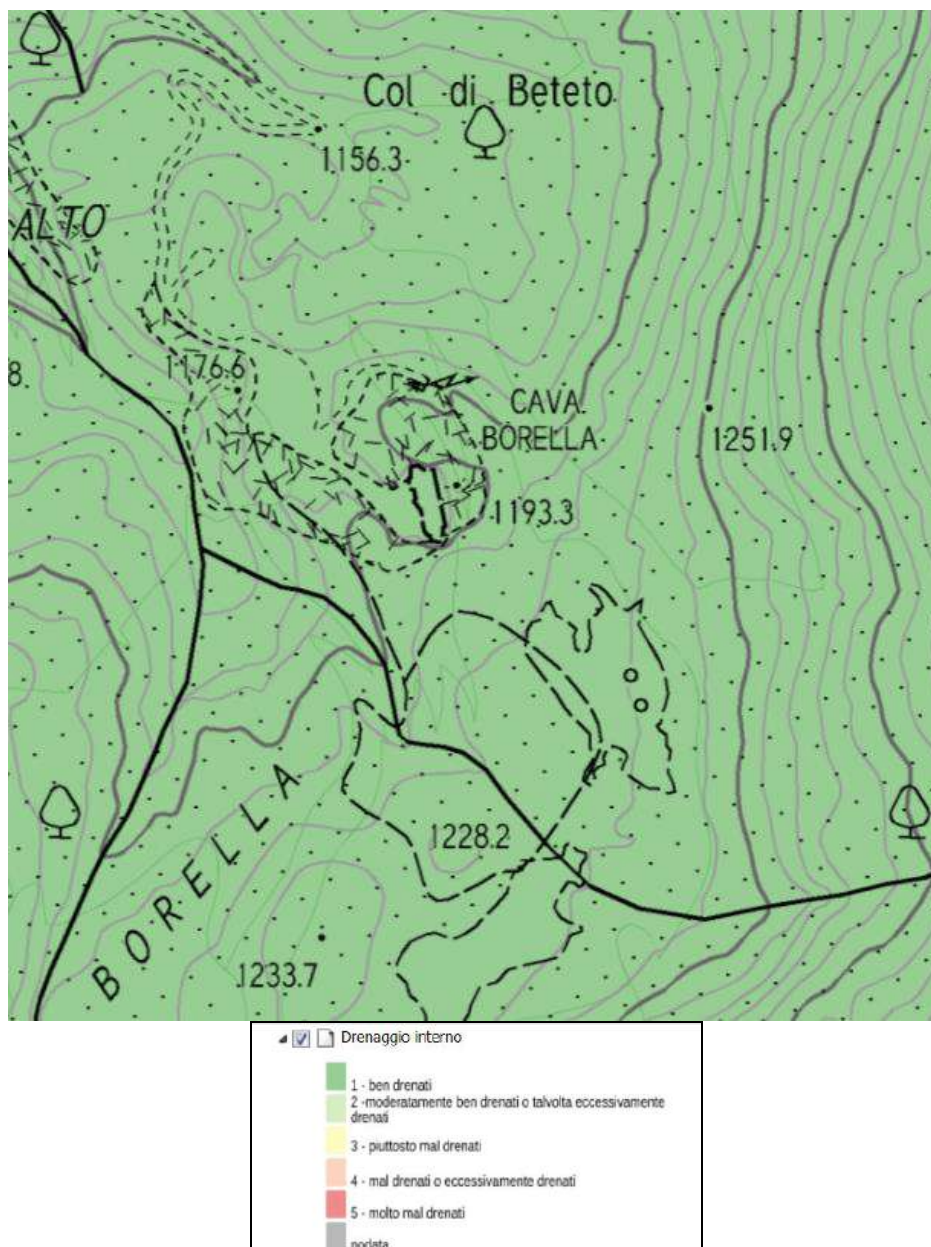 Col di Beteto
1156.3
ALTO
1176.6
8.
CAVA
BORELLA
1251.9
1193.3
1228.2
BORELLA
1233.7
Drenaggio interno
1 - ben drenati
2 -moderatamente ben drenati o talvolta eccessivamente
drenati
3 - piuttosto mal drenati
4 - mal drenati o eccessivamente drenati
5 - molto mal drenati
nodata